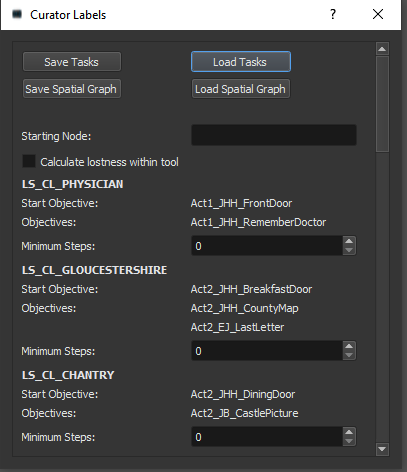 Curator Labels
?
Save Tasks Load Tasks
Save Spatial Graph Load Spatial Graph
Starting Node:
Calculate lostness within tool
LS_CL_PHYSICIAN
Start Objective: Act1_JHH_FrontDoor
Objectives: Act1_JHH_RememberDoctor
Minimum Steps: 0
LS_CL_GLOUCESTERSHIRE
Start Objective: Act2_JHH_BreakfastDoor
Objectives: Act2_JHH_CountyMap
Act2_EJ_LastLetter
Minimum Steps: 0
LS_CL_CHANTRY
Start Objective: Act2_JHH_DiningDoor
Objectives: Act2_JB_CastlePicture
Minimum Steps: 0